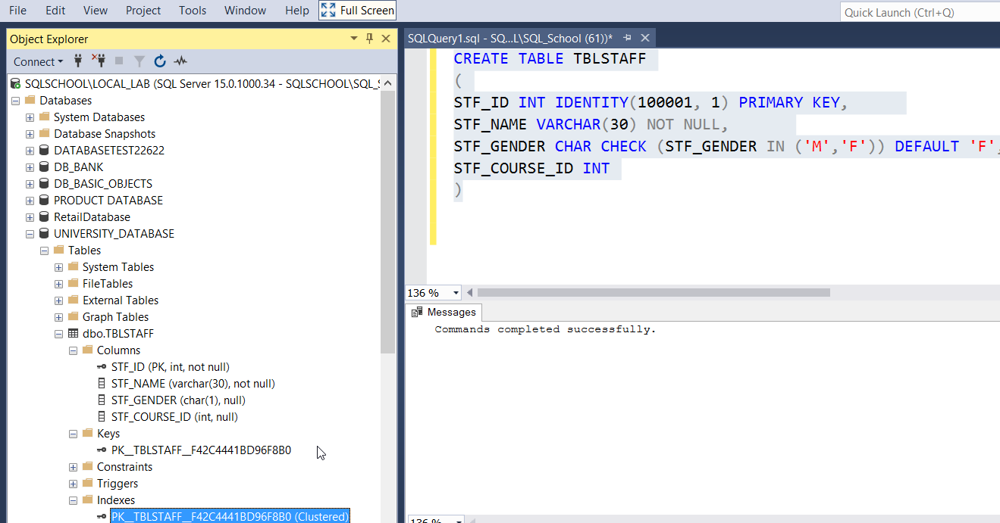 File Edit View Project Tools Window Help Full Screen
Quick Launch (Ctrl+Q)
Object Explorer
Connect
SQLSCHOOL\LOCAL_LAB (SQL Server 15.0.1000.34 - SQLSCHOOL\SQL_S
Databases
System Databases
Database Snapshots
DATABASETEST22622
DB_BANK
DB_BASIC_OBJECTS
PRODUCT DATABASE
RetailDatabase
UNIVERSITY_DATABASE
Tables
System Tables
FileTables
External Tables
Graph Tables
dbo.TBLSTAFF
Columns
STF_ID (PK, int, not null)
STF_NAME (varchar(30), not null)
STF_GENDER (char(1), null)
STF_COURSE_ID (int, null)
Keys
PK__TBLSTAFF__F42C4441BD96F8B0
Constraints
Triggers
Indexes
PK__TBLSTAFF__F42C4441BD96F8B0 (Clustered)
SQLQuery1.sql - SQ...L\SQL_School (61))*
CREATE TABLE TBLSTAFF
(
STF_ID INT IDENTITY(100001, 1) PRIMARY KEY,
STF_NAME VARCHAR(30) NOT NULL,
STF_GENDER CHAR CHECK (STF_GENDER IN ('M','F')) DEFAULT 'F',
STF_COURSE_ID INT
)
136 %
Messages
Commands completed successfully.
136 %